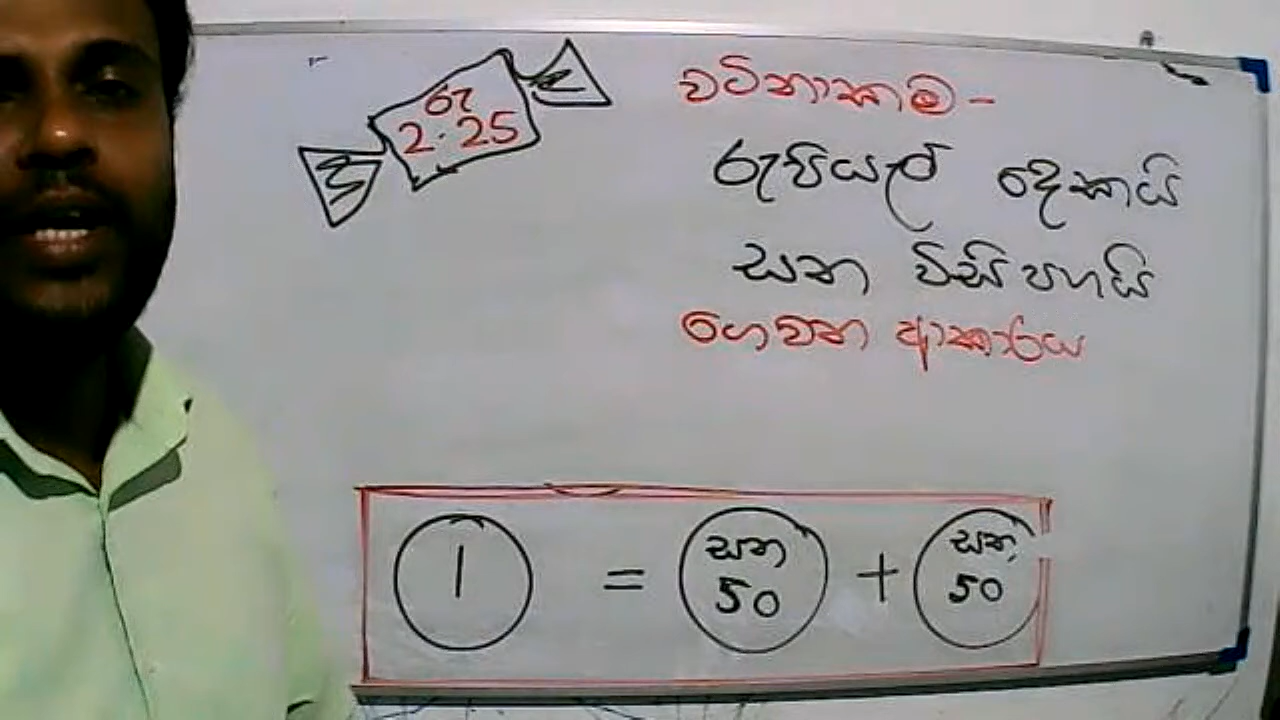 රු
2.25
වටිනාකම -
රුපියල් දෙකයි
සත විසිපහයි
ගෙවන ආකාරය
1 = සත 50 + සත 50